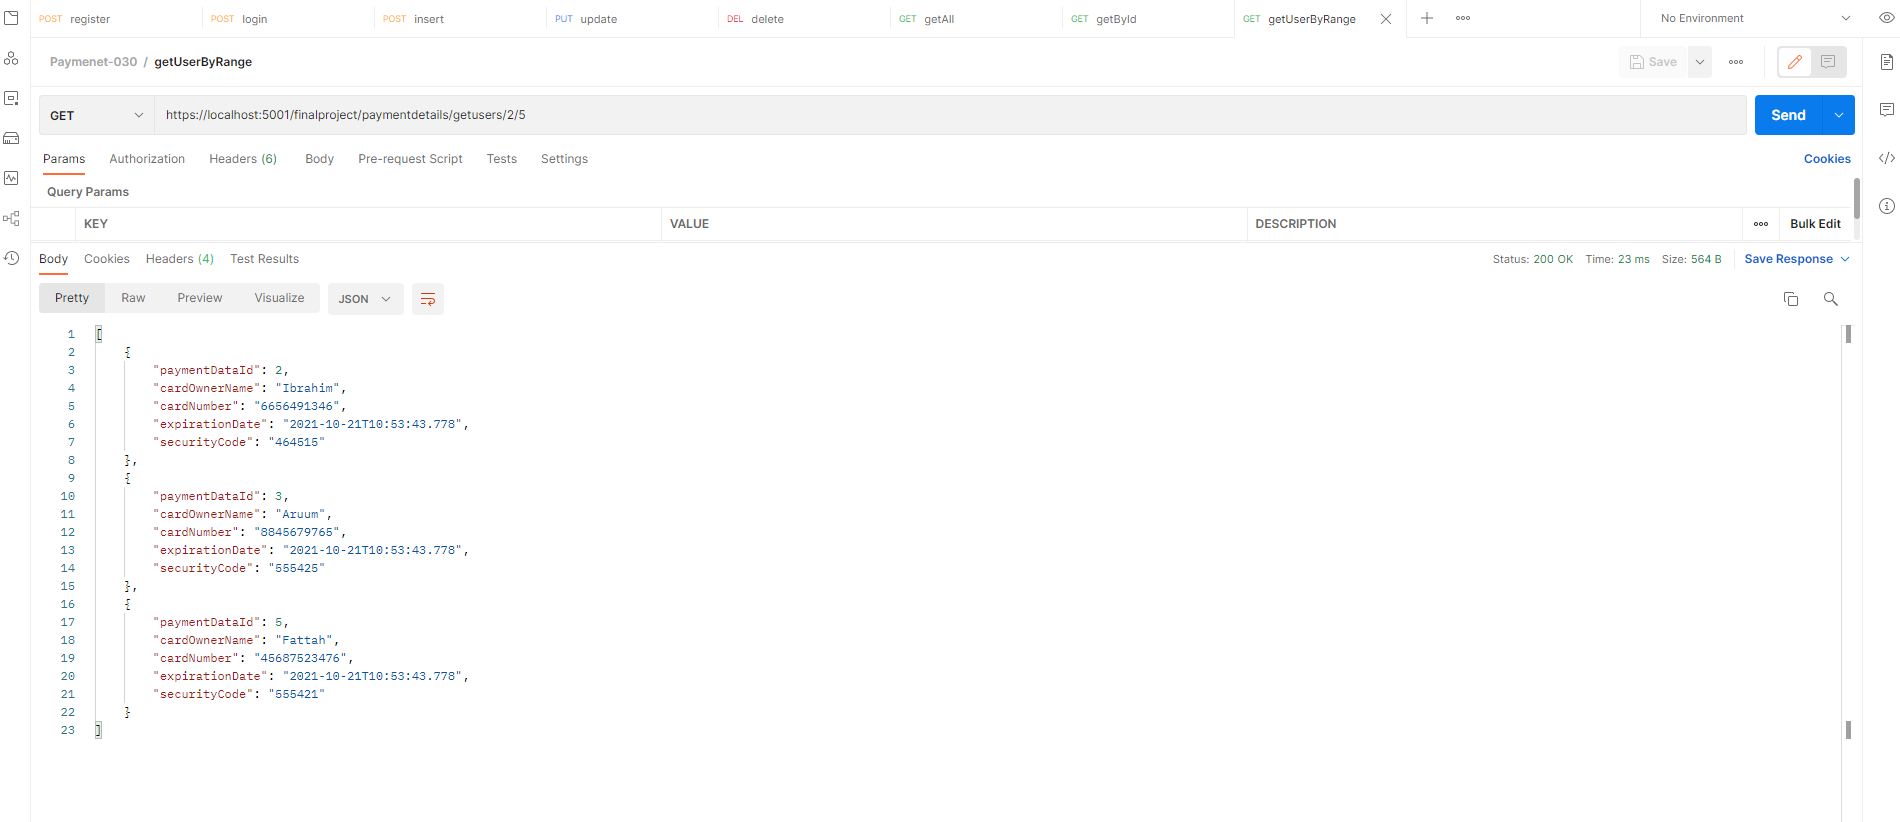 POST register POST login POST insert PUT update DEL delete GET getAll GET getById GET getUserByRange No Environment
Paymenet-030 / getUserByRange Save
GET https://localhost:5001/finalproject/paymentdetails/getusers/2/5 Send
Params Authorization Headers (6) Body Pre-request Script Tests Settings Cookies
Query Params
KEY VALUE DESCRIPTION Bulk Edit
Body Cookies Headers (4) Test Results Status: 200 OK Time: 23 ms Size: 564 B Save Response
Pretty Raw Preview Visualize JSON
1 [
2 {
3 "paymentDataId": 2,
4 "cardOwnerName": "Ibrahim",
5 "cardNumber": "6656491346",
6 "expirationDate": "2021-10-21T10:53:43.778",
7 "securityCode": "464515"
8 },
9 {
10 "paymentDataId": 3,
11 "cardOwnerName": "Aruum",
12 "cardNumber": "8845679765",
13 "expirationDate": "2021-10-21T10:53:43.778",
14 "securityCode": "555425"
15 },
16 {
17 "paymentDataId": 5,
18 "cardOwnerName": "Fattah",
19 "cardNumber": "45687523476",
20 "expirationDate": "2021-10-21T10:53:43.778",
21 "securityCode": "555421"
22 }
23 ]